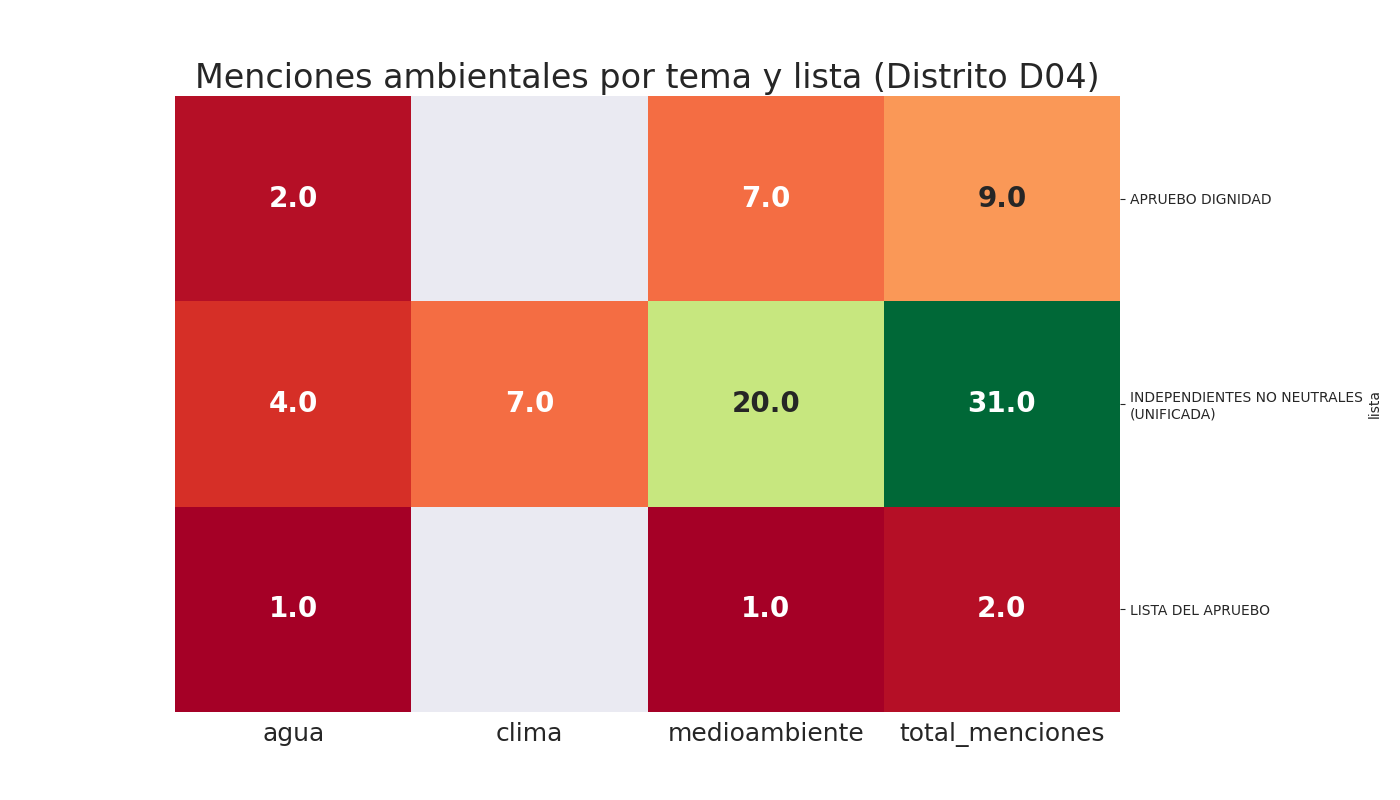 Menciones ambientales por tema y lista (Distrito D04)
2.0 7.0 9.0 APRUEBO DIGNIDAD
4.0 7.0 20.0 31.0 INDEPENDIENTES NO NEUTRALES
(UNIFICADA)
lista
1.0 1.0 2.0 LISTA DEL APRUEBO
agua clima medioambiente total_menciones